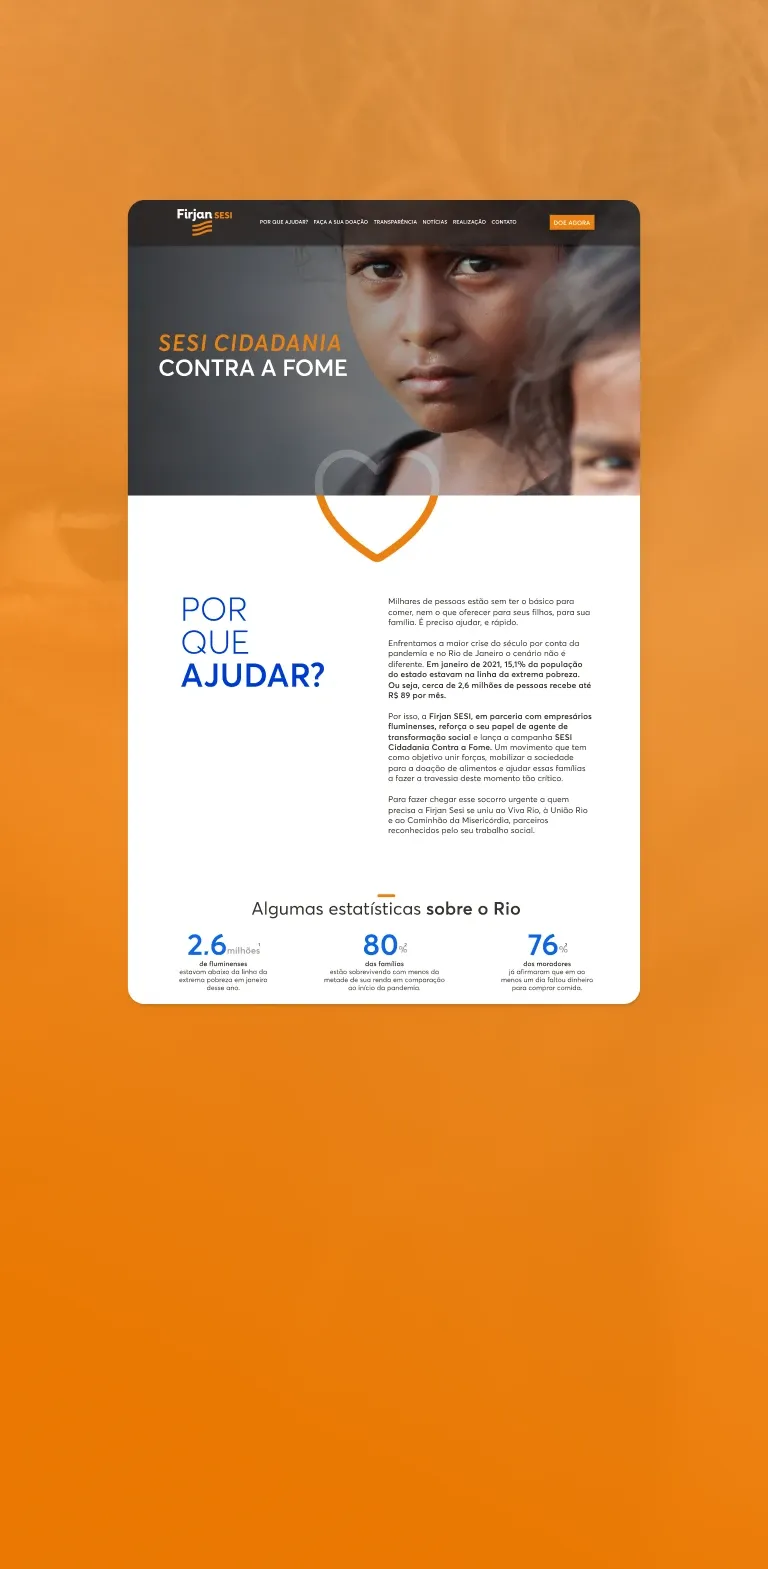 Firjan SESI
POR QUE AJUDAR? FAÇA A SUA DOAÇÃO TRANSPARÊNCIA NOTÍCIAS REALIZAÇÃO CONTATO
DOE AGORA
SESI CIDADANIA
CONTRA A FOME
POR
QUE
AJUDAR?
Milhares de pessoas estão sem ter o básico para
comer, nem o que oferecer para seus filhos, para sua
família. É preciso ajudar, e rápido.
Enfrentamos a maior crise do século por conta da
pandemia e no Rio de Janeiro o cenário não é
diferente. Em janeiro de 2021, 15,1% da população
do estado estavam na linha da extrema pobreza.
Ou seja, cerca de 2,6 milhões de pessoas recebe até
R$ 89 por mês.
Por isso, a Firjan SESI, em parceria com empresários
fluminenses, reforça o seu papel de agente de
transformação social e lança a campanha SESI
Cidadania Contra a Fome. Um movimento que tem
como objetivo unir forças, mobilizar a sociedade
para a doação de alimentos e ajudar essas famílias
a fazer a travessia deste momento tão crítico.
Para fazer chegar esse socorro urgente a quem
precisa a Firjan Sesi se uniu ao Viva Rio, à União Rio
e ao Caminhão da Misericórdia, parceiros
reconhecidos pelo seu trabalho social.
Algumas estatísticas sobre o Rio
2,6 milhões¹
de fluminenses
estavam abaixo da linha da
extrema pobreza em janeiro
desse ano.
80%²
das famílias
estão sobrevivendo com menos da
metade de sua renda em comparação
ao início da pandemia.
76%²
dos moradores
já afirmaram que em ao
menos um dia faltou dinheiro
para comprar comida.